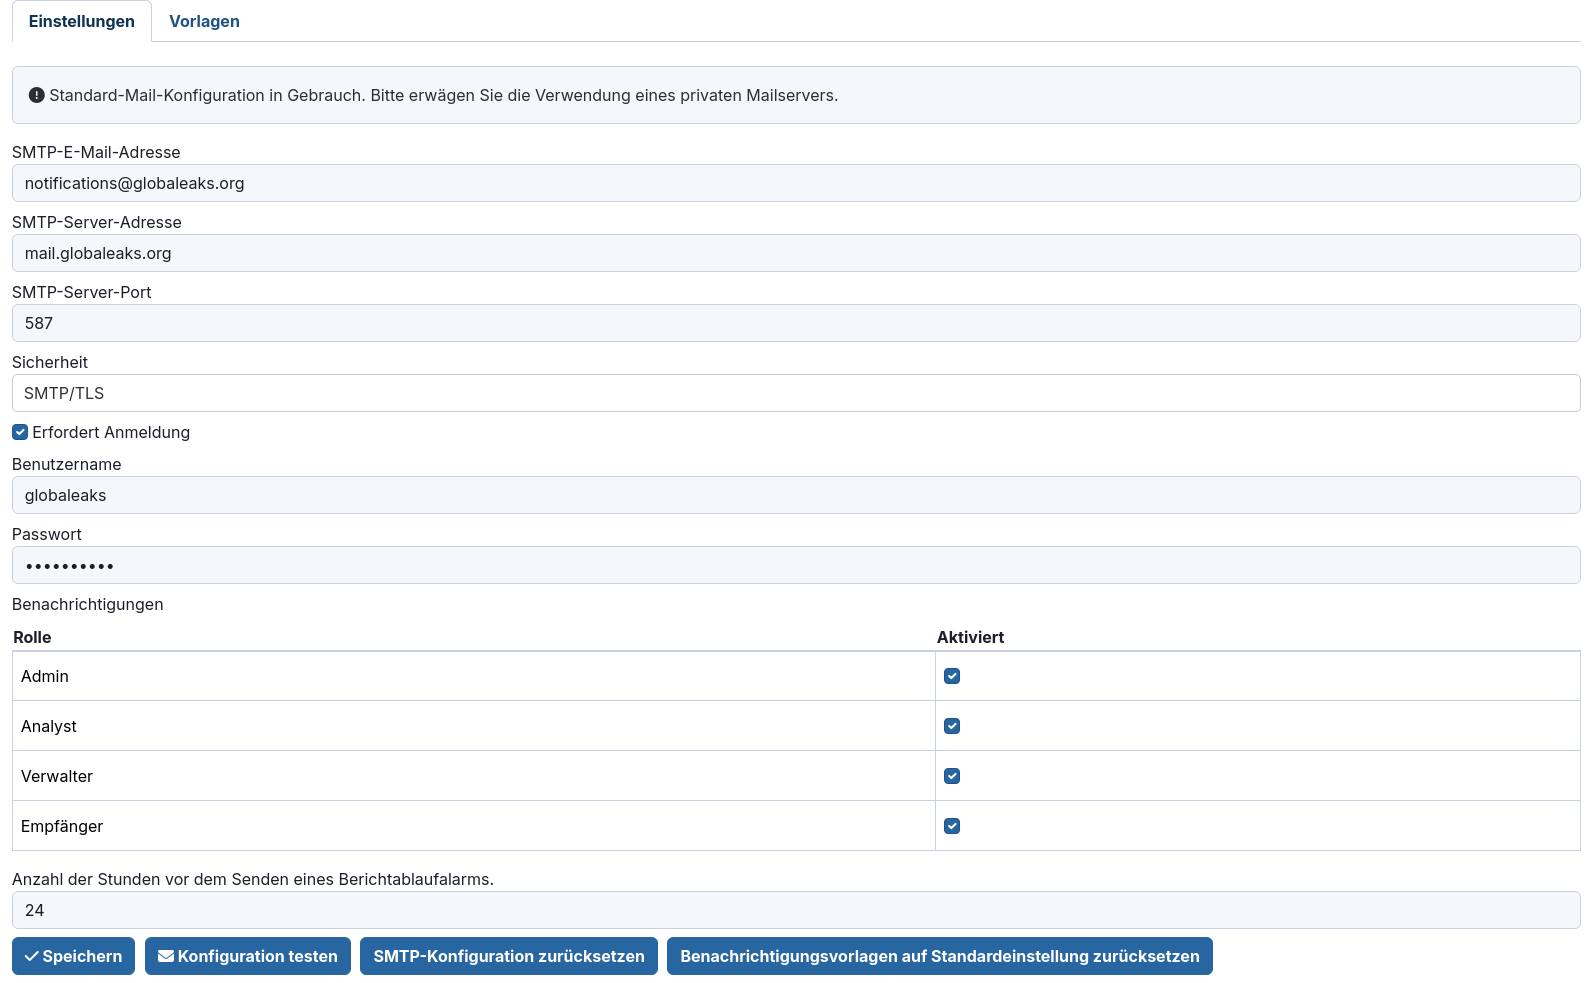 Einstellungen Vorlagen
Standard-Mail-Konfiguration in Gebrauch. Bitte erwägen Sie die Verwendung eines privaten Mailservers.
SMTP-E-Mail-Adresse
notifications@globaleaks.org
SMTP-Server-Adresse
mail.globaleaks.org
SMTP-Server-Port
587
Sicherheit
SMTP/TLS
Erfordert Anmeldung
Benutzername
globaleaks
Passwort
••••••••••
Benachrichtigungen
Rolle Aktiviert
Admin
Analyst
Verwalter
Empfänger
Anzahl der Stunden vor dem Senden eines Berichtablaufalarms.
24
Speichern Konfiguration testen SMTP-Konfiguration zurücksetzen Benachrichtigungsvorlagen auf Standardeinstellung zurücksetzen